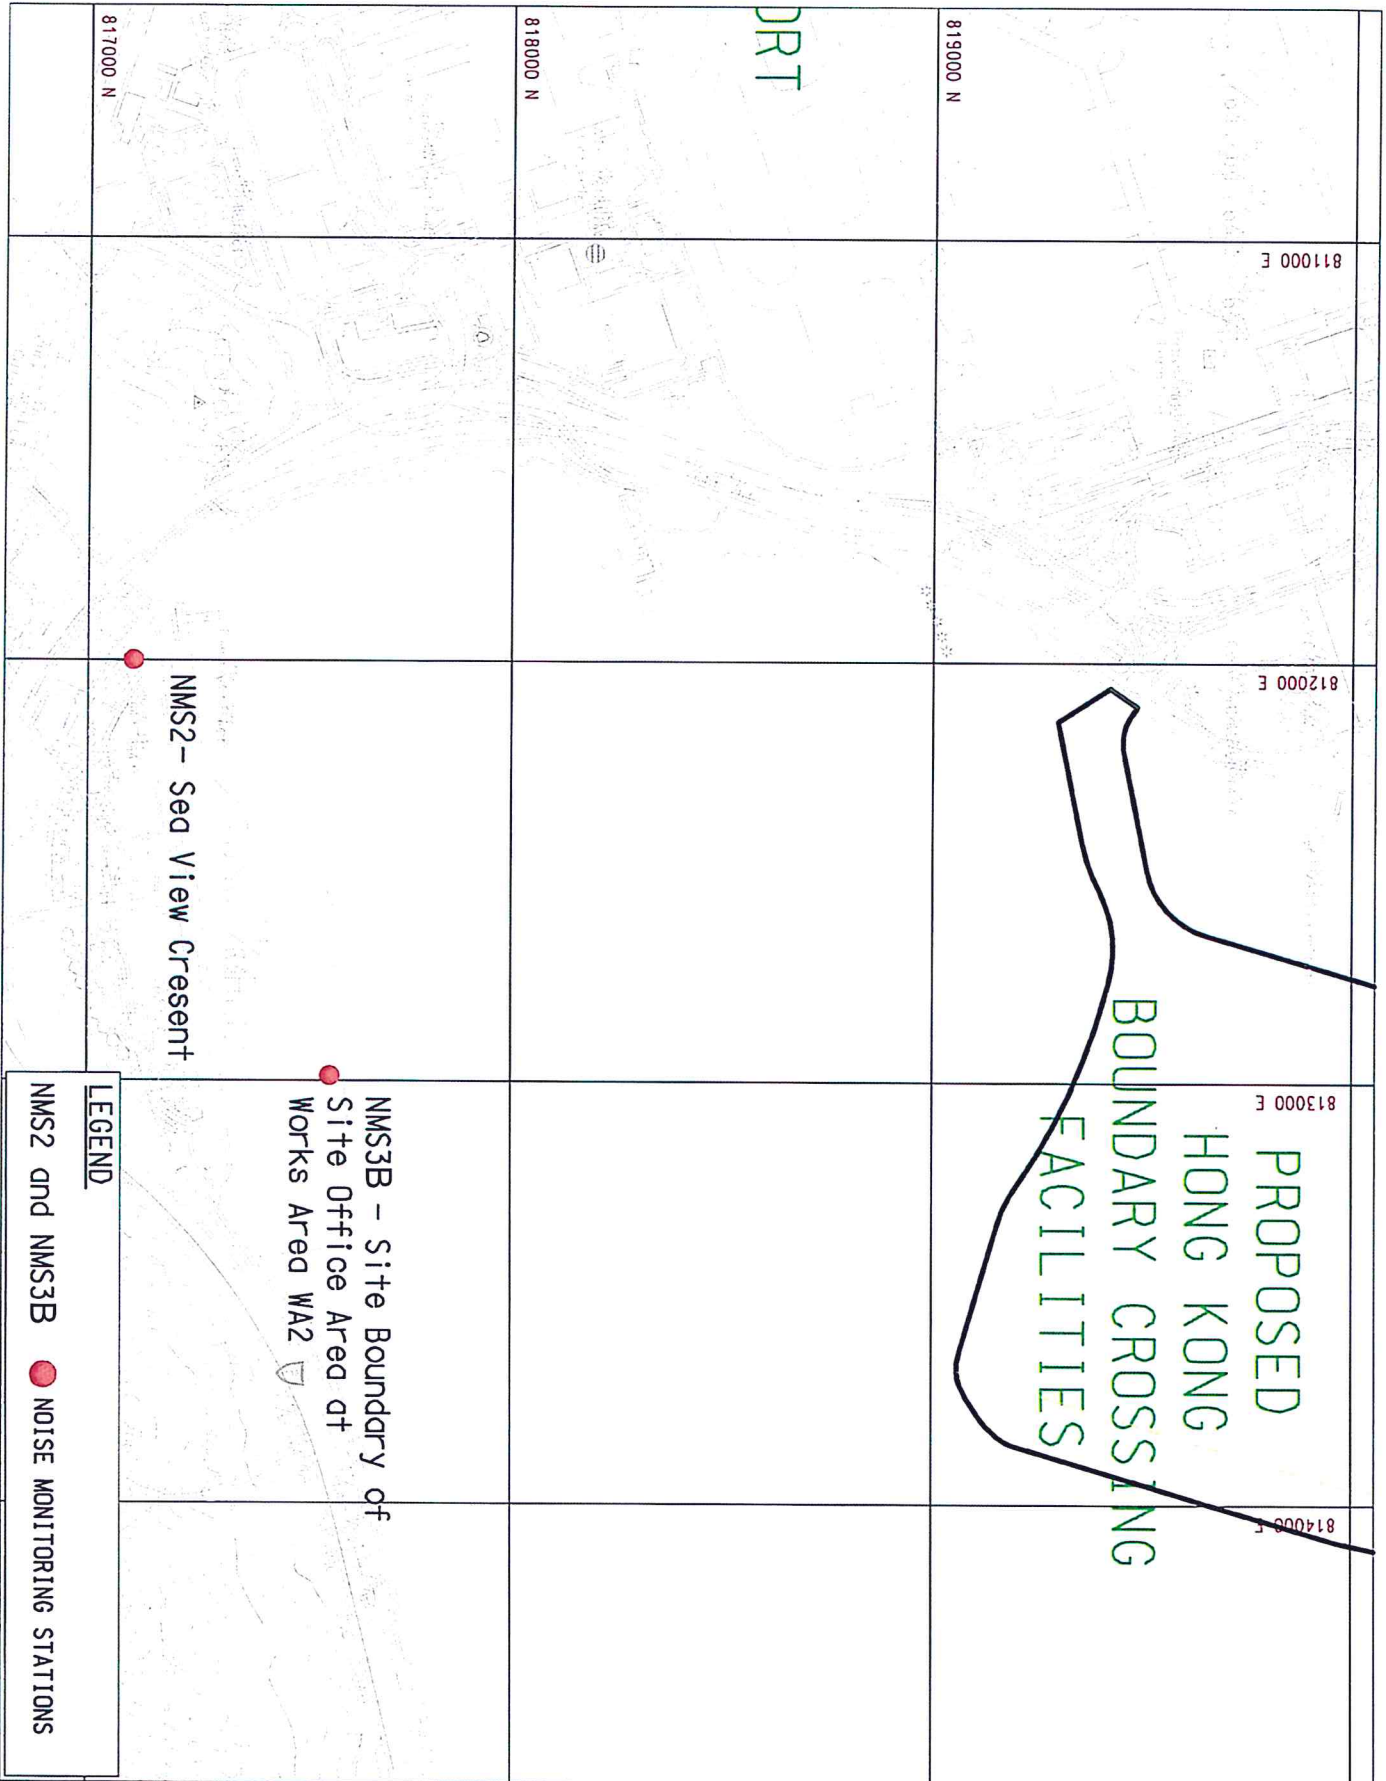 PROPOSED
HONG KONG
BOUNDARY CROSSING
FACILITIES
ORT
819000 N
818000 N
817000 N
811000 E
812000 E
813000 E
814000 E
NMS2- Sea View Cresent
NMS3B - Site Boundary of
Site Office Area at
Works Area WA2
LEGEND
NMS2 and NMS3B NOISE MONITORING STATIONS